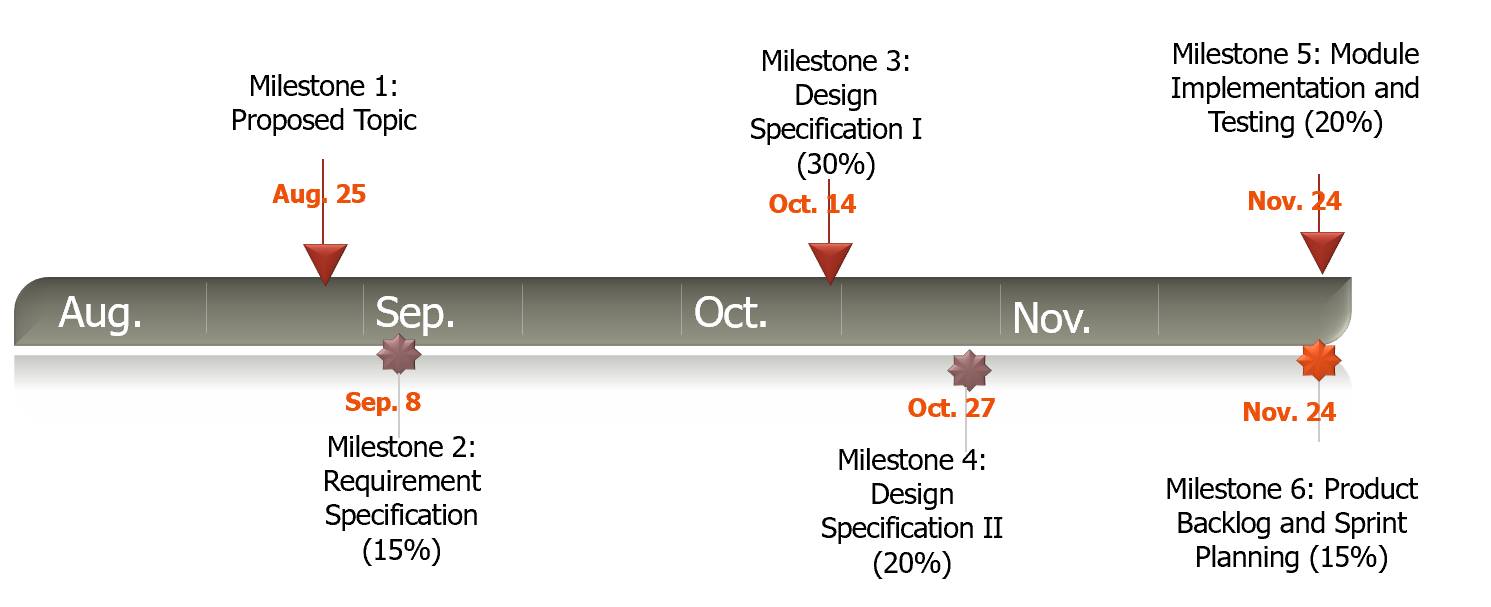 Milestone 1:
Proposed Topic
Aug. 25
Milestone 3:
Design
Specification I
(30%)
Oct. 14
Milestone 5: Module
Implementation and
Testing (20%)
Nov. 24
Aug.
Sep.
Oct.
Nov.
Sep. 8
Milestone 2:
Requirement
Specification
(15%)
Oct. 27
Milestone 4:
Design
Specification II
(20%)
Nov. 24
Milestone 6: Product
Backlog and Sprint
Planning (15%)